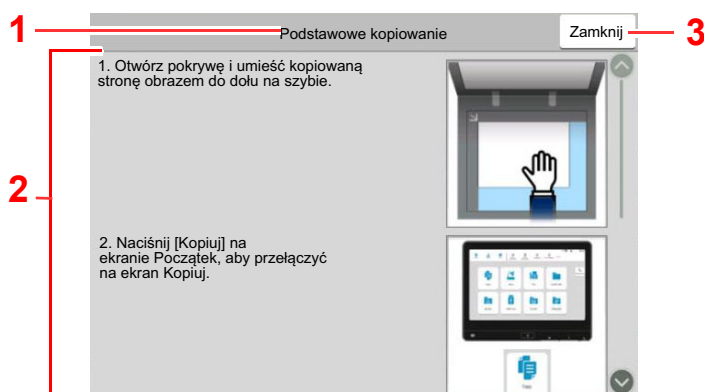 1
Podstawowe kopiowanie
Zamknij
3
2
1. Otwórz pokrywę i umieść kopiowaną
stronę obrazem do dołu na szybie.
2. Naciśnij [Kopiuj] na
ekranie Początek, aby przełączyć
na ekran Kopiuj.